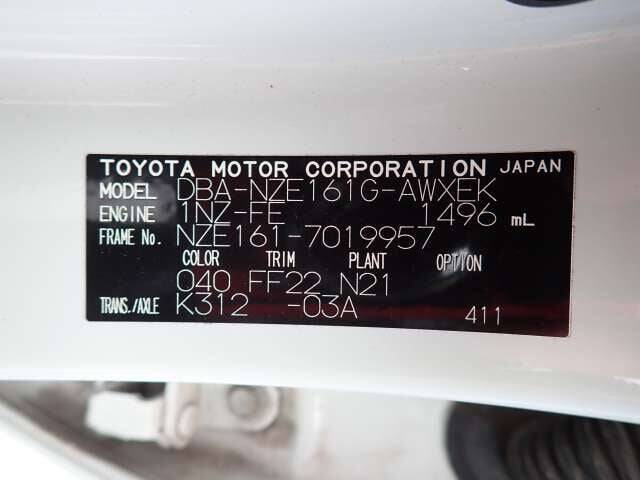 TOYOTA MOTOR CORPORATION JAPAN
MODEL DBA-NZE161G-AWXEK
ENGINE 1NZ-FE 1496 mL
FRAME No. NZE161-7019957
COLOR TRIM PLANT OPTION
040 FF22 N21
TRANS./AXLE K312 -03A 411